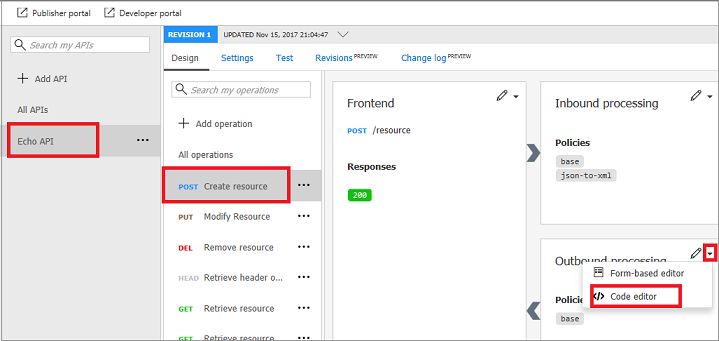 Publisher portal
Developer portal
Search my APIs
Add API
All APIs
Echo API
REVISION 1
UPDATED Nov 15, 2017 21:04:47
Design
Settings
Test
Revisions PREVIEW
Change log PREVIEW
Search my operations
Add operation
All operations
POST Create resource
PUT Modify Resource
DEL Remove resource
HEAD Retrieve header o...
GET Retrieve resource
GET Retrieve resource
Frontend
POST /resource
Responses
200
Inbound processing
Policies
base
json-to-xml
Outbound processing
Form-based editor
Code editor
Policies
base